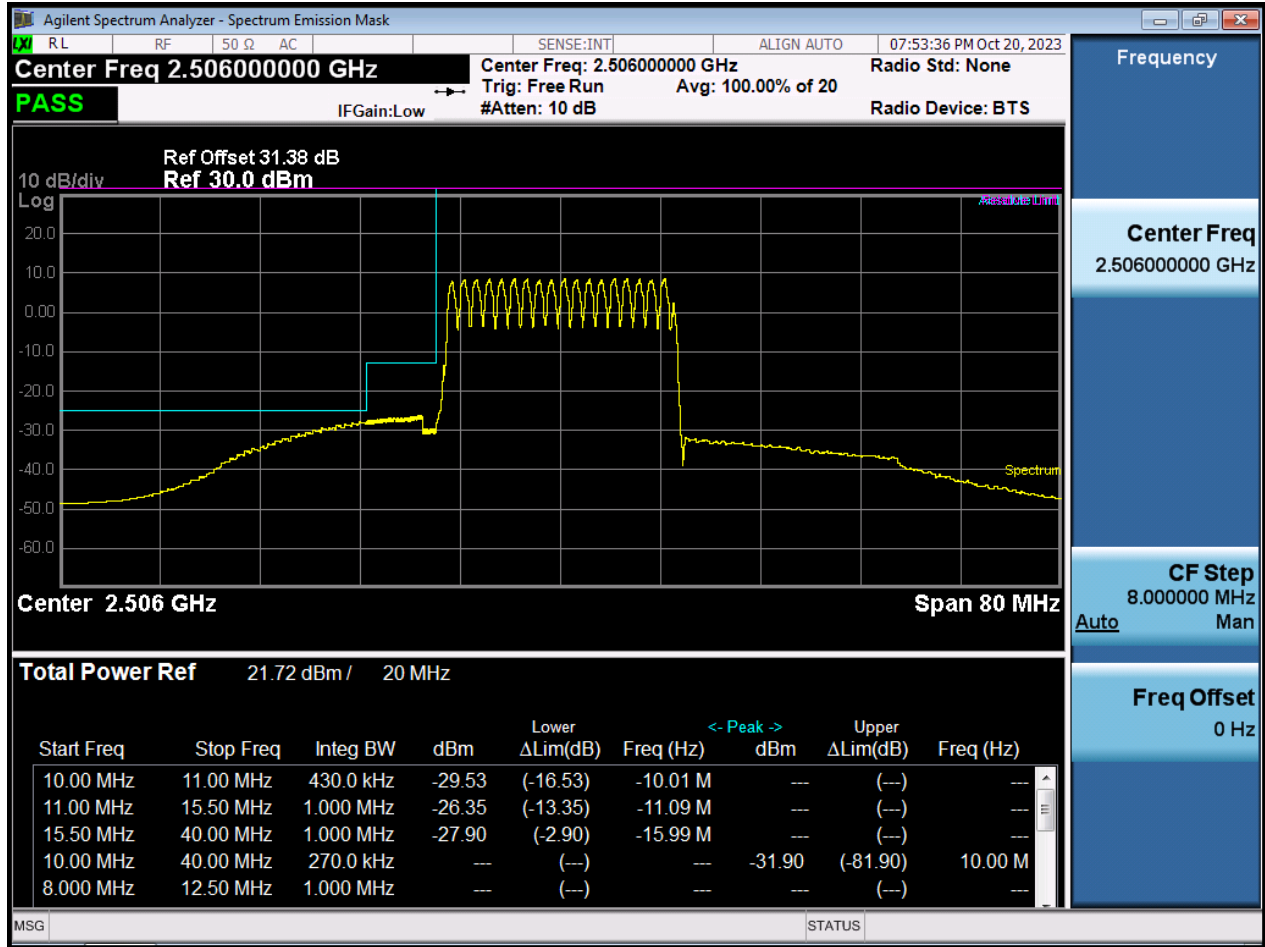 Agilent Spectrum Analyzer - Spectrum Emission Mask
LXI RL RF 50 Ω AC SENSE:INT ALIGN AUTO 07:53:36 PM Oct 20, 2023
Center Freq 2.506000000 GHz
Center Freq: 2.506000000 GHz Radio Std: None
Trig: Free Run Avg: 100.00% of 20
PASS
IFGain:Low #Atten: 10 dB Radio Device: BTS
Ref Offset 31.38 dB
10 dB/div Ref 30.0 dBm
Log
20.0
10.0
0.00
-10.0
-20.0
-30.0
-40.0
-50.0
-60.0
Limit
Spectrum
Center 2.506 GHz Span 80 MHz
Total Power Ref 21.72 dBm / 20 MHz
Lower <- Peak -> Upper
Start Freq Stop Freq Integ BW dBm ΔLim(dB) Freq (Hz) dBm ΔLim(dB) Freq (Hz)
10.00 MHz 11.00 MHz 430.0 kHz -29.53 (-16.53) -10.01 M --- (---) ---
11.00 MHz 15.50 MHz 1.000 MHz -26.35 (-13.35) -11.09 M --- (---) ---
15.50 MHz 40.00 MHz 1.000 MHz -27.90 (-2.90) -15.99 M --- (---) ---
10.00 MHz 40.00 MHz 270.0 kHz --- (---) --- -31.90 (-81.90) 10.00 M
8.000 MHz 12.50 MHz 1.000 MHz --- (---) --- --- (---) ---
MSG STATUS
Frequency
Center Freq
2.506000000 GHz
CF Step
8.000000 MHz
Auto Man
Freq Offset
0 Hz